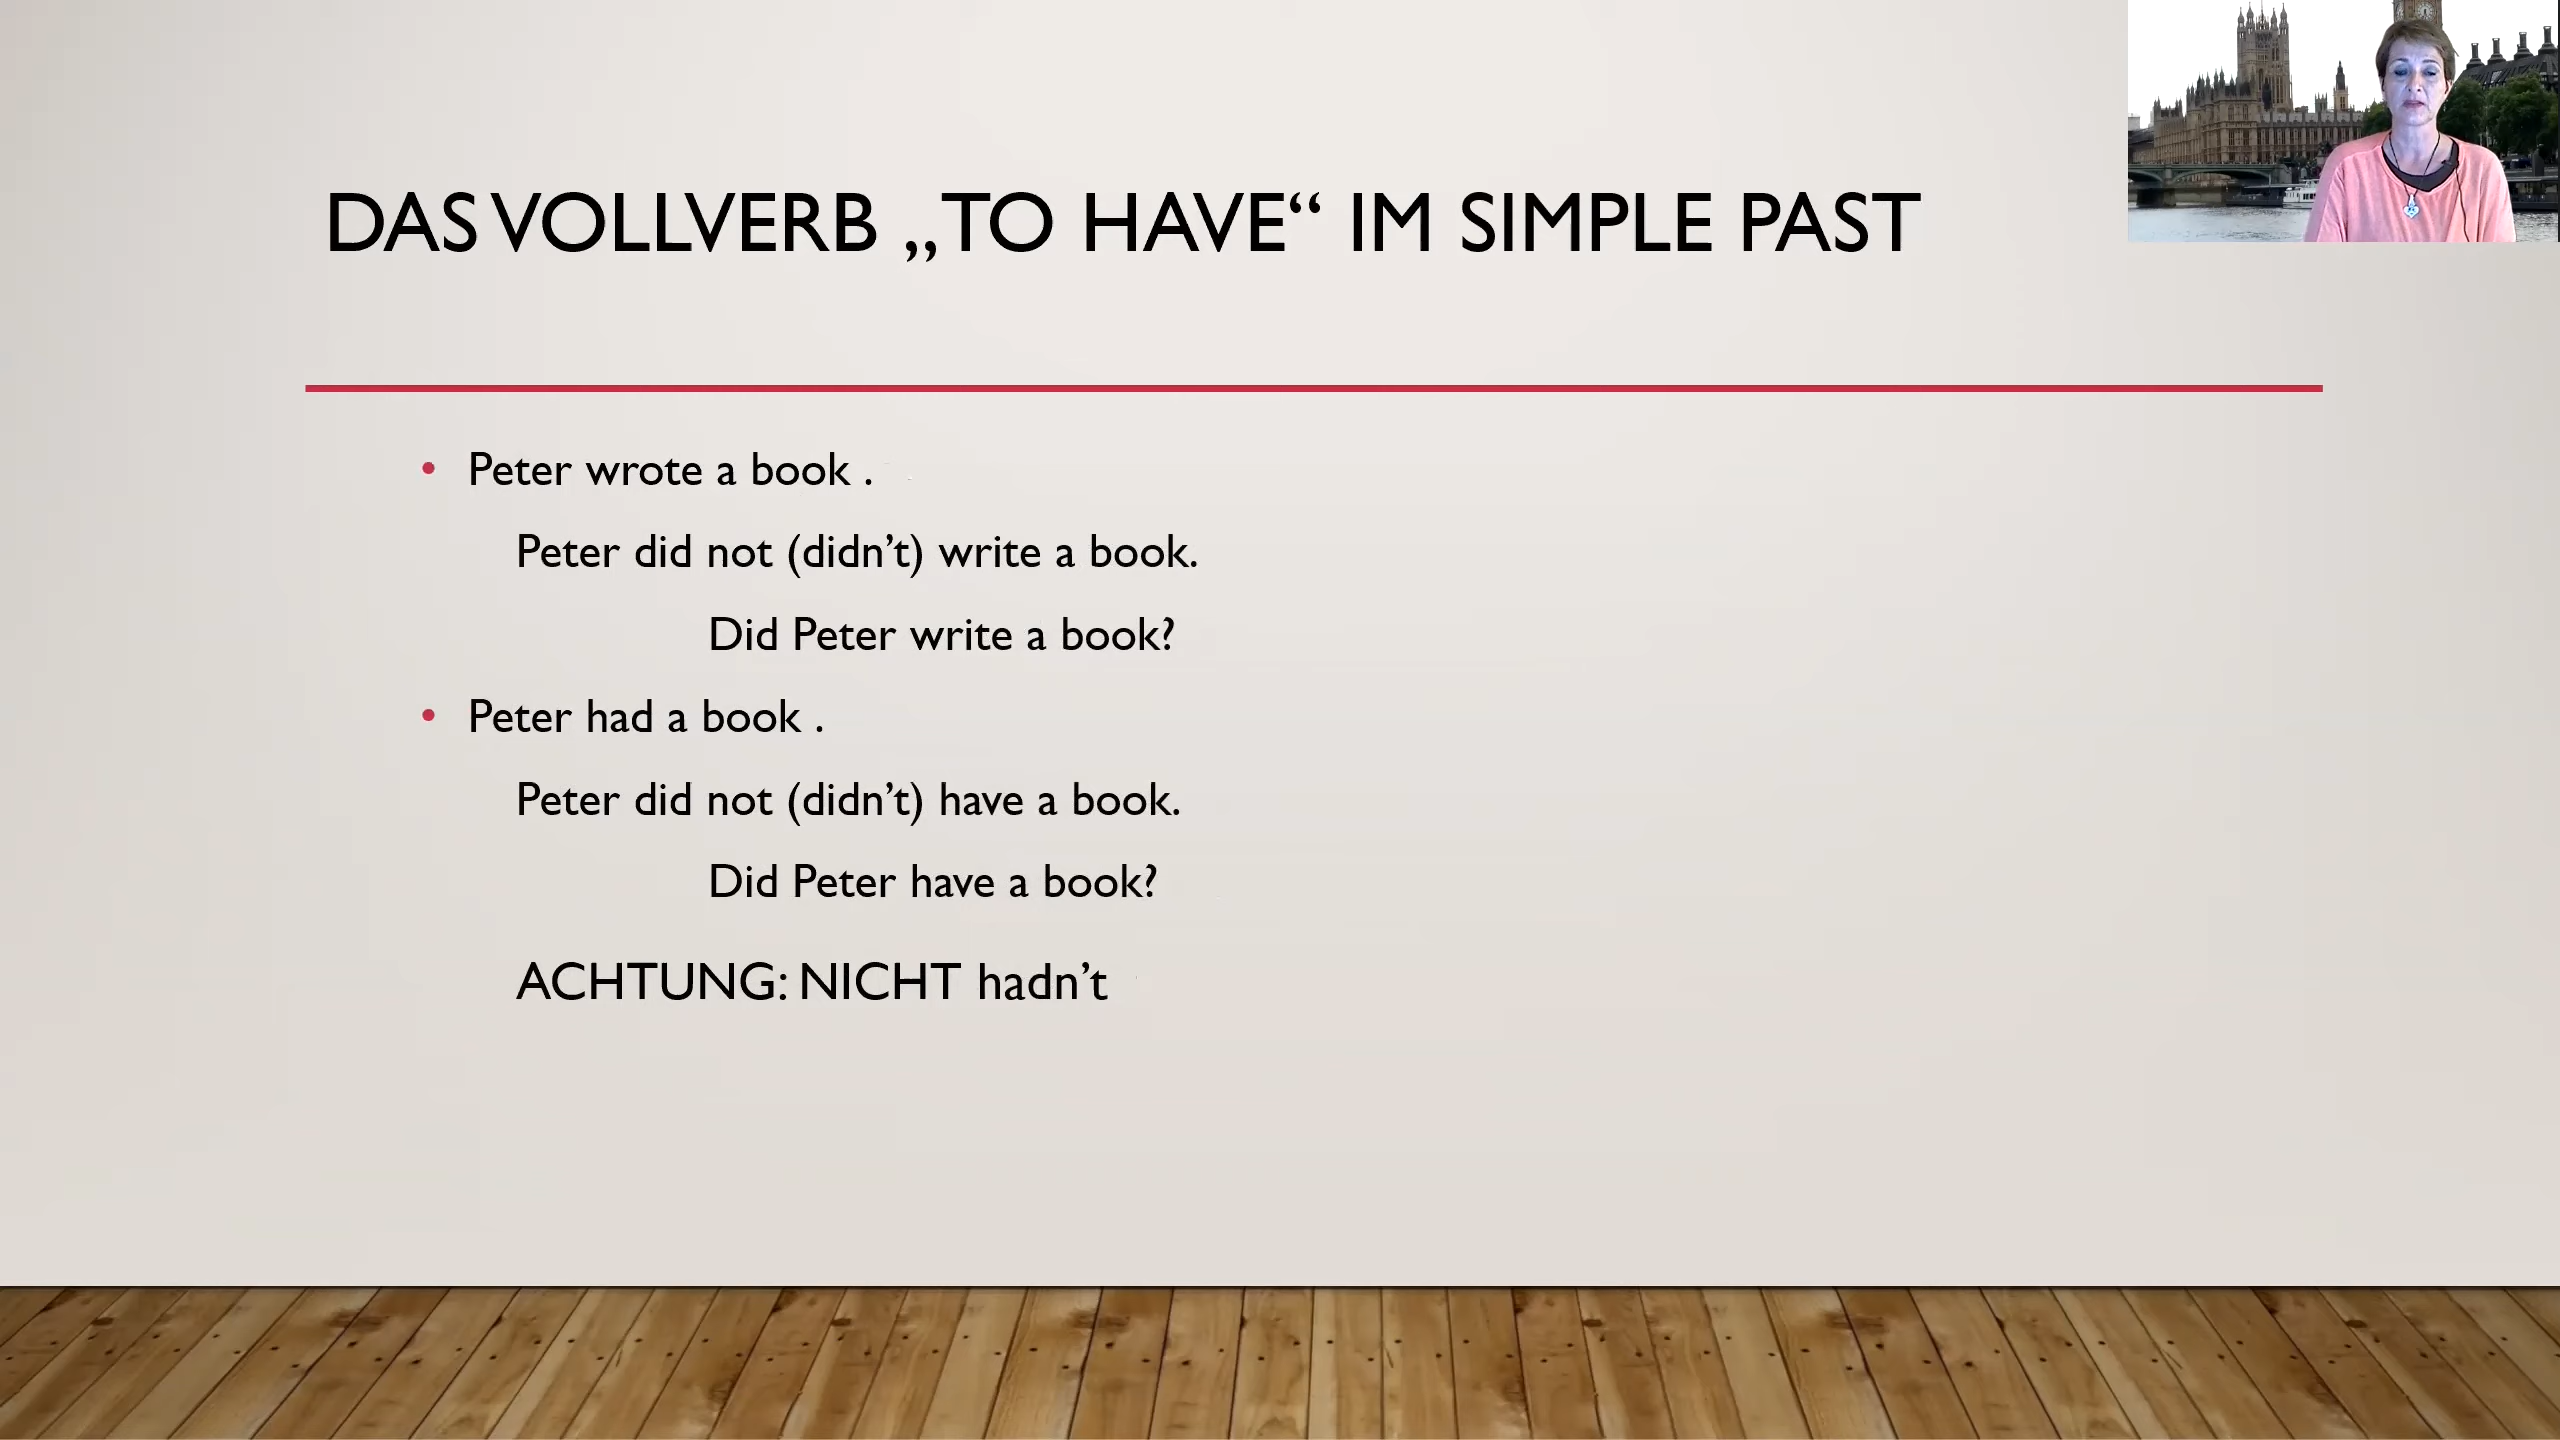 DAS VOLLVERB „TO HAVE“ IM SIMPLE PAST
• Peter wrote a book .
Peter did not (didn’t) write a book.
Did Peter write a book?
• Peter had a book .
Peter did not (didn’t) have a book.
Did Peter have a book?
ACHTUNG: NICHT hadn’t